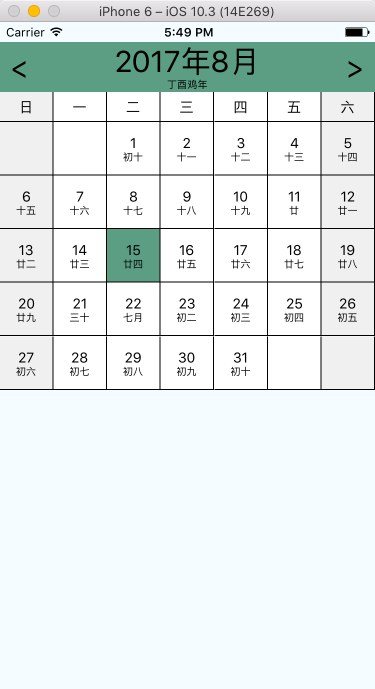 iPhone 6 – iOS 10.3 (14E269)
Carrier 5:49 PM
< 2017年8月 >
丁酉鸡年
日 一 二 三 四 五 六
1 2 3 4 5
初十 十一 十二 十三 十四
6 7 8 9 10 11 12
十五 十六 十七 十八 十九 廿 廿一
13 14 15 16 17 18 19
廿二 廿三 廿四 廿五 廿六 廿七 廿八
20 21 22 23 24 25 26
廿九 三十 七月 初二 初三 初四 初五
27 28 29 30 31
初六 初七 初八 初九 初十